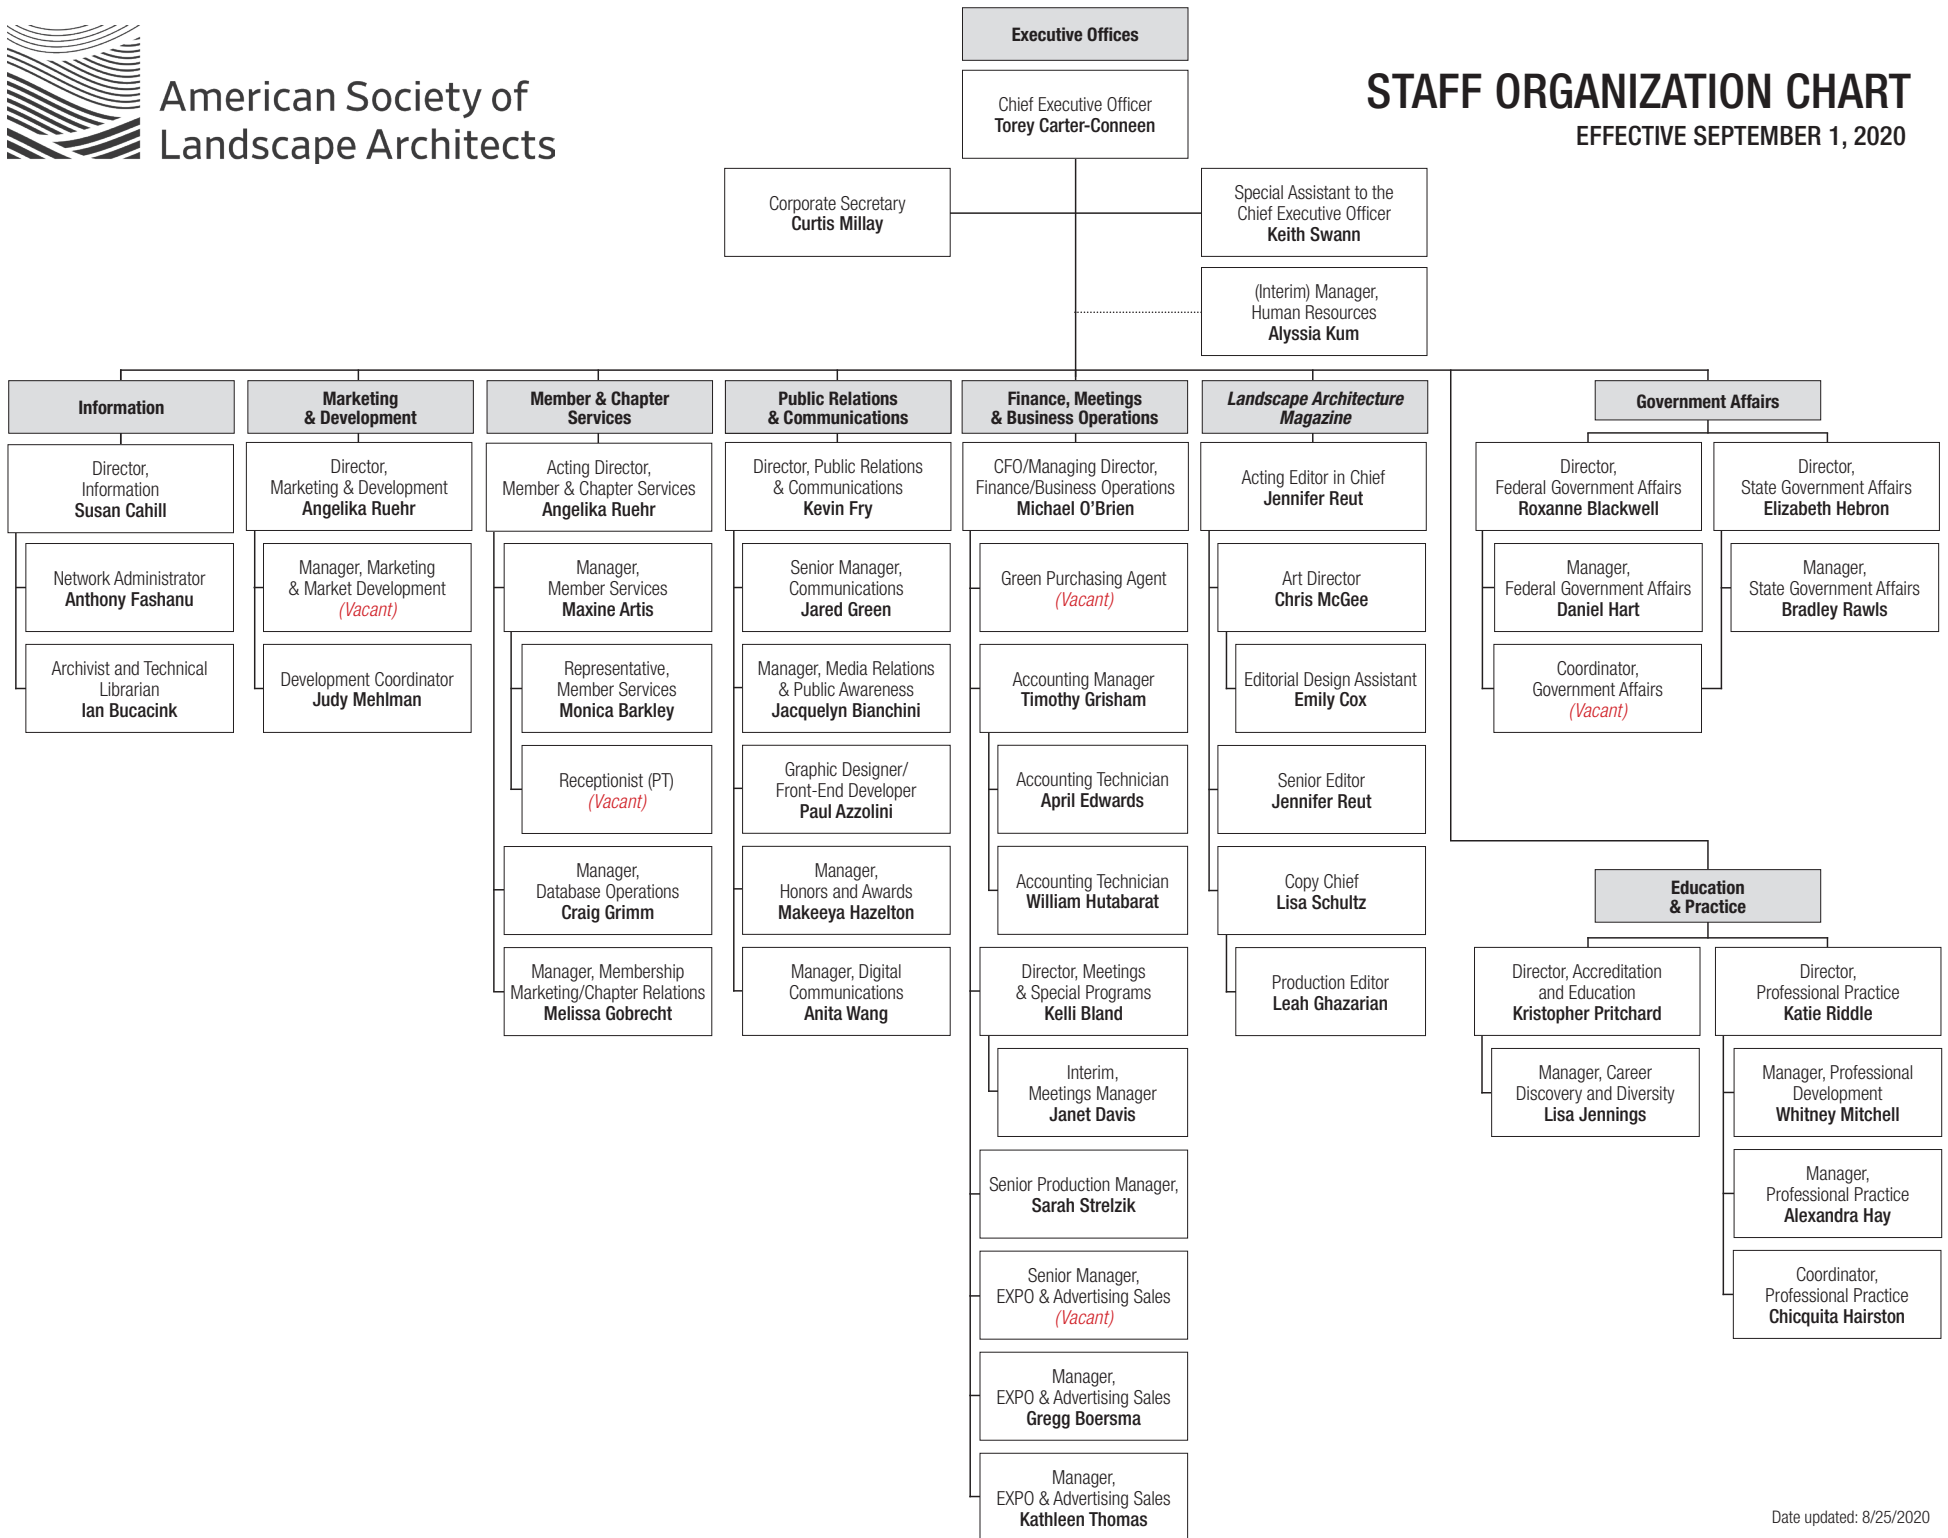 American Society of
Landscape Architects
STAFF ORGANIZATION CHART
EFFECTIVE SEPTEMBER 1, 2020
Executive Offices
Chief Executive Officer
Torey Carter-Conneen
Corporate Secretary
Curtis Millay
Special Assistant to the
Chief Executive Officer
Keith Swann
(Interim) Manager,
Human Resources
Alyssia Kum
Information
Director,
Information
Susan Cahill
Network Administrator
Anthony Fashanu
Archivist and Technical
Librarian
Ian Bucacink
Marketing
& Development
Director,
Marketing & Development
Angelika Ruehr
Manager, Marketing
& Market Development
(Vacant)
Development Coordinator
Judy Mehlman
Member & Chapter
Services
Acting Director,
Member & Chapter Services
Angelika Ruehr
Manager,
Member Services
Maxine Artis
Representative,
Member Services
Monica Barkley
Receptionist (PT)
(Vacant)
Manager,
Database Operations
Craig Grimm
Manager, Membership
Marketing/Chapter Relations
Melissa Gobrecht
Public Relations
& Communications
Director, Public Relations
& Communications
Kevin Fry
Senior Manager,
Communications
Jared Green
Manager, Media Relations
& Public Awareness
Jacquelyn Bianchini
Graphic Designer/
Front-End Developer
Paul Azzolini
Manager,
Honors and Awards
Makeeya Hazelton
Manager, Digital
Communications
Anita Wang
Finance, Meetings
& Business Operations
CFO/Managing Director,
Finance/Business Operations
Michael O’Brien
Green Purchasing Agent
(Vacant)
Accounting Manager
Timothy Grisham
Accounting Technician
April Edwards
Accounting Technician
William Hutabarat
Director, Meetings
& Special Programs
Kelli Bland
Interim,
Meetings Manager
Janet Davis
Senior Production Manager,
Sarah Strelzik
Senior Manager,
EXPO & Advertising Sales
(Vacant)
Manager,
EXPO & Advertising Sales
Gregg Boersma
Manager,
EXPO & Advertising Sales
Kathleen Thomas
Landscape Architecture
Magazine
Acting Editor in Chief
Jennifer Reut
Art Director
Chris McGee
Editorial Design Assistant
Emily Cox
Senior Editor
Jennifer Reut
Copy Chief
Lisa Schultz
Production Editor
Leah Ghazarian
Government Affairs
Director,
Federal Government Affairs
Roxanne Blackwell
Manager,
Federal Government Affairs
Daniel Hart
Coordinator,
Government Affairs
(Vacant)
Director,
State Government Affairs
Elizabeth Hebron
Manager,
State Government Affairs
Bradley Rawls
Education
& Practice
Director, Accreditation
and Education
Kristopher Pritchard
Manager, Career
Discovery and Diversity
Lisa Jennings
Director,
Professional Practice
Katie Riddle
Manager, Professional
Development
Whitney Mitchell
Manager,
Professional Practice
Alexandra Hay
Coordinator,
Professional Practice
Chicquita Hairston
Date updated: 8/25/2020